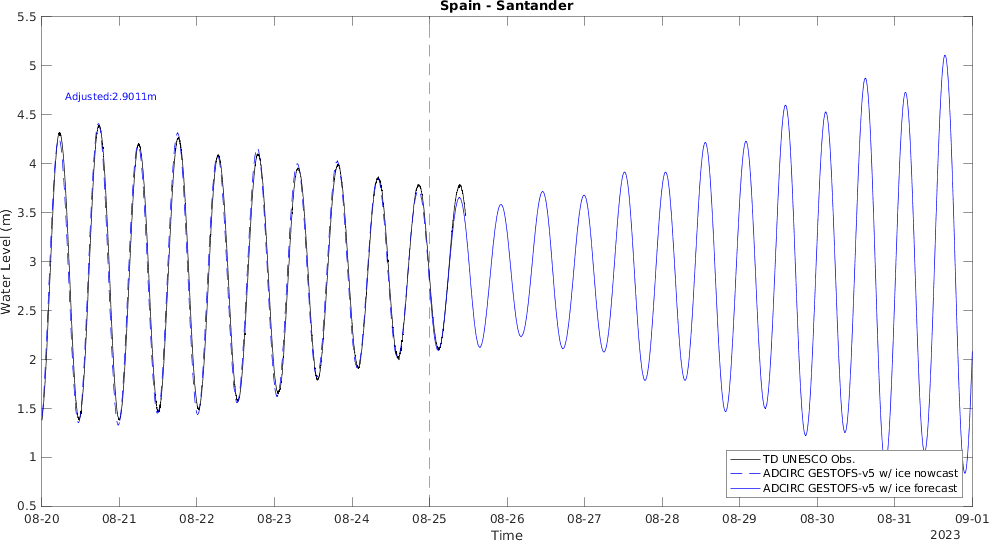 Spain - Santander
Adjusted:2.9011m
Water Level (m)
5.5
5
4.5
4
3.5
3
2.5
2
1.5
1
0.5
TD UNESCO Obs.
ADCIRC GESTOFS-v5 w/ ice nowcast
ADCIRC GESTOFS-v5 w/ ice forecast
08-20 08-21 08-22 08-23 08-24 08-25 08-26 08-27 08-28 08-29 08-30 08-31 09-01
Time
2023